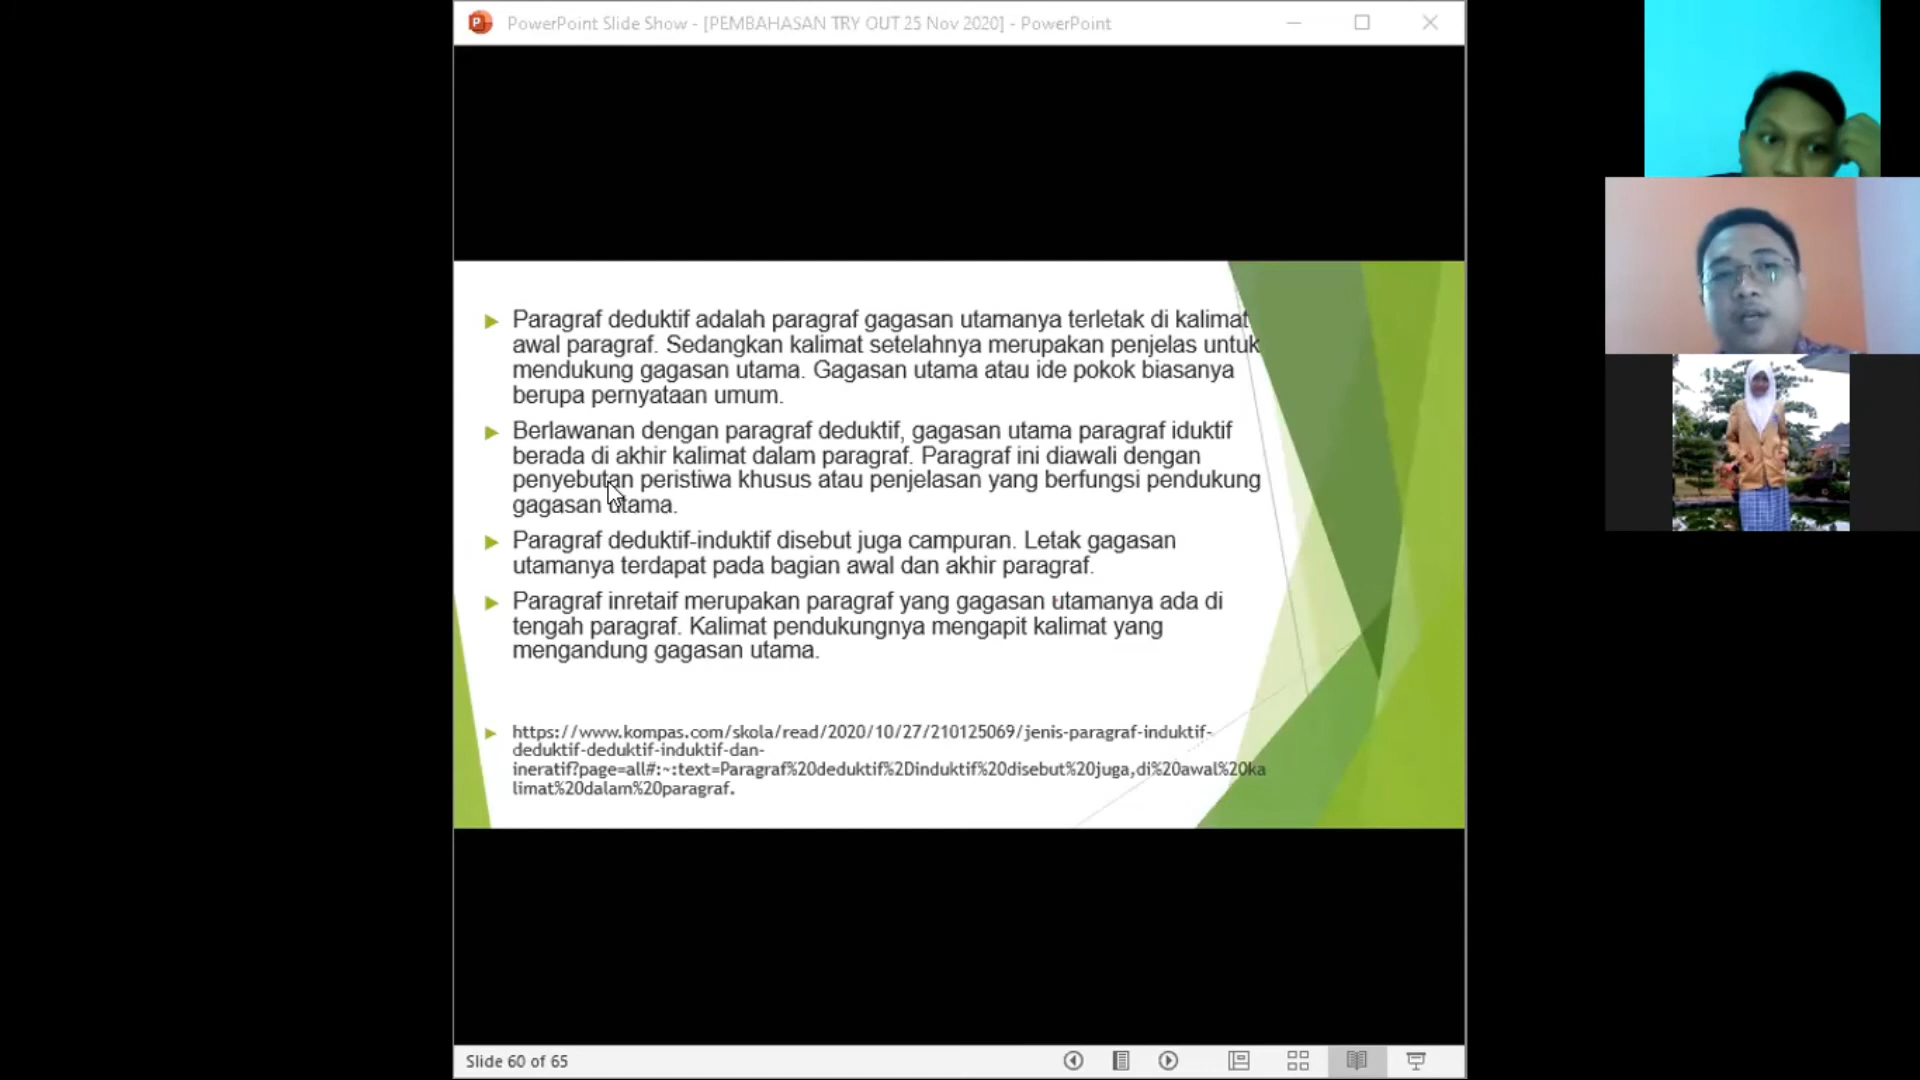 PowerPoint Slide Show - [PEMBAHASAN TRY OUT 25 Nov 2020] - PowerPoint
Paragraf deduktif adalah paragraf gagasan utamanya terletak di kalimat
awal paragraf. Sedangkan kalimat setelahnya merupakan penjelas untuk
mendukung gagasan utama. Gagasan utama atau ide pokok biasanya
berupa pernyataan umum.
Berlawanan dengan paragraf deduktif, gagasan utama paragraf iduktif
berada di akhir kalimat dalam paragraf. Paragraf ini diawali dengan
penyebutan peristiwa khusus atau penjelasan yang berfungsi pendukung
gagasan utama.
Paragraf deduktif-induktif disebut juga campuran. Letak gagasan
utamanya terdapat pada bagian awal dan akhir paragraf.
Paragraf inretaif merupakan paragraf yang gagasan utamanya ada di
tengah paragraf. Kalimat pendukungnya mengapit kalimat yang
mengandung gagasan utama.
https://www.kompas.com/skola/read/2020/10/27/210125069/jenis-paragraf-induktif-
deduktif-deduktif-induktif-dan-
ineratif?page=all#:~:text=Paragraf%20deduktif%2Dinduktif%20disebut%20juga,di%20awal%20ka
limat%20dalam%20paragraf.
Slide 60 of 65